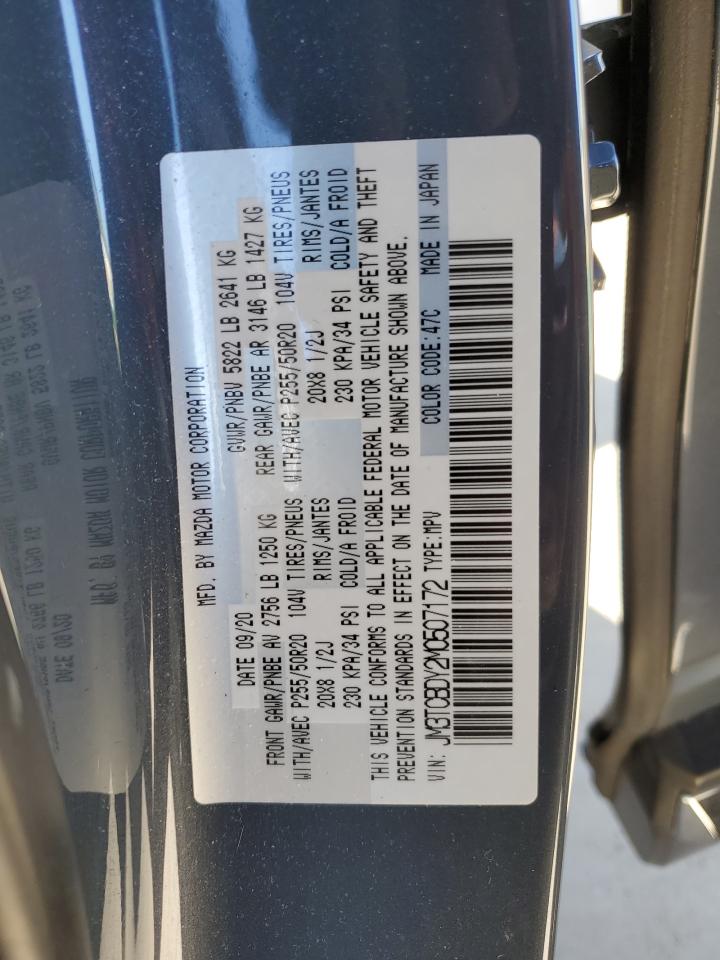 MFD. BY MAZDA MOTOR CORPORATION
DATE 09/20 GVWR/PNBV 5822 LB 2641 KG
FRONT GAWR/PNBE AV 2756 LB 1250 KG REAR GAWR/PNBE AR 3146 LB 1427 KG
WITH/AVEC P255/50R20 104V TIRES/PNEUS WITH/AVEC P255/50R20 104V TIRES/PNEUS
20X8 1/2J RIMS/JANTES 20X8 1/2J RIMS/JANTES
230 KPA/34 PSI COLD/A FROID 230 KPA/34 PSI COLD/A FROID
THIS VEHICLE CONFORMS TO ALL APPLICABLE FEDERAL MOTOR VEHICLE SAFETY AND THEFT
PREVENTION STANDARDS IN EFFECT ON THE DATE OF MANUFACTURE SHOWN ABOVE.
VIN: JM3TCBDY2M0507172 TYPE:MPV COLOR CODE:47C MADE IN JAPAN